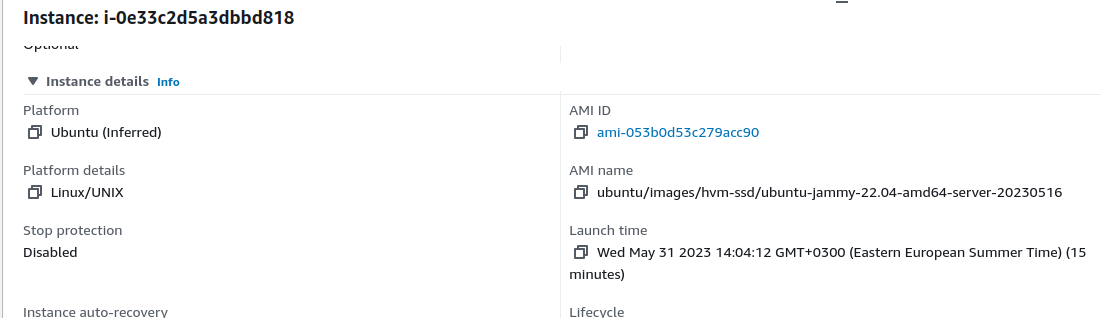 Instance: i-0e33c2d5a3dbbd818
Optional
Instance details Info
Platform
Ubuntu (Inferred)
AMI ID
ami-053b0d53c279acc90
Platform details
Linux/UNIX
AMI name
ubuntu/images/hvm-ssd/ubuntu-jammy-22.04-amd64-server-20230516
Stop protection
Disabled
Launch time
Wed May 31 2023 14:04:12 GMT+0300 (Eastern European Summer Time) (15
minutes)
Instance auto-recovery
Lifecycle